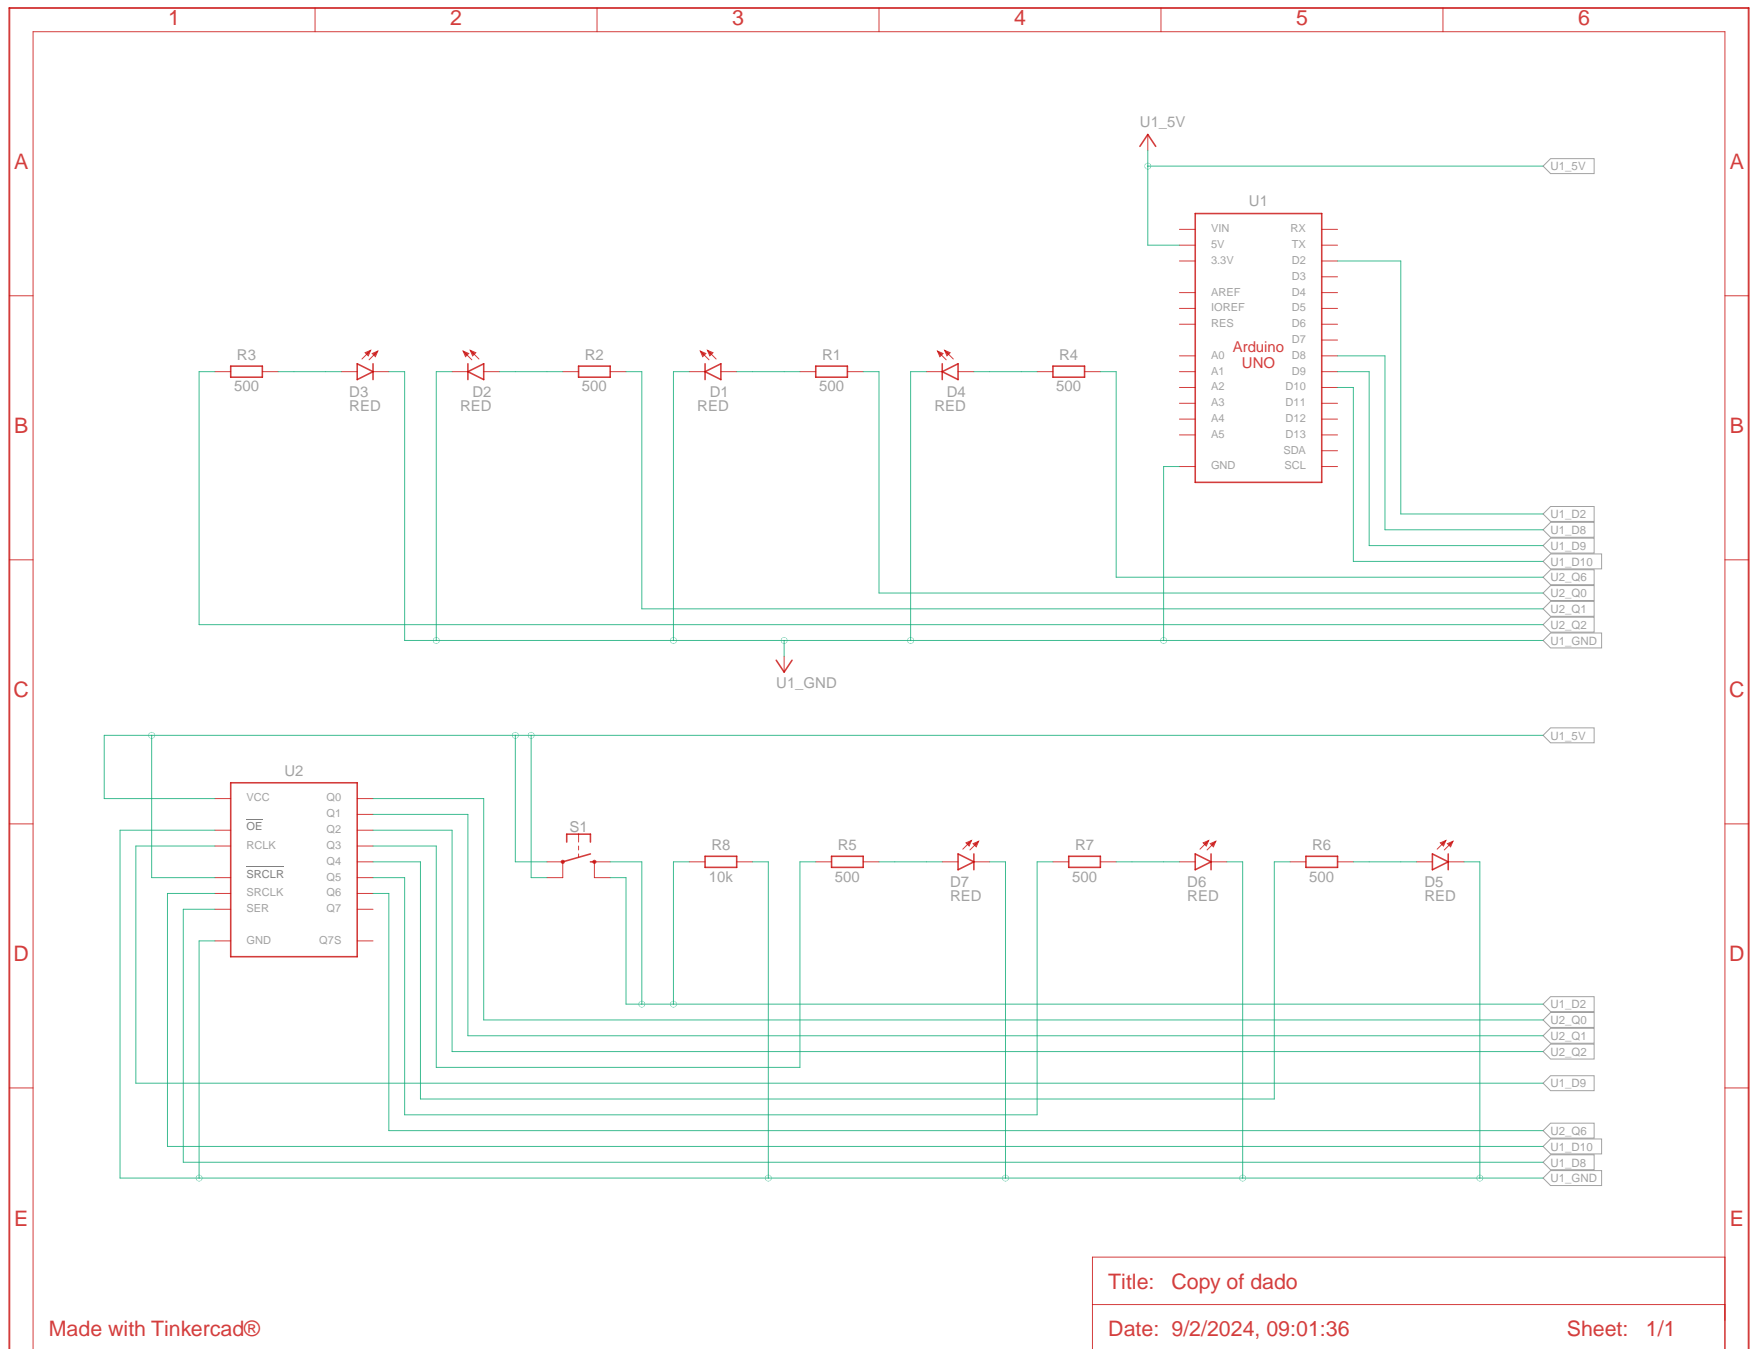 1 2 3 4 5 6
U1_5V
A A
U1_5V
U1
VIN RX
5V TX
3.3V D2
D3
AREF D4
IOREF D5
RES D6
D7
A0 D8
A1 D9
A2 D10
A3 D11
A4 D12
A5 D13
SDA
GND SCL
Arduino
UNO
R3 R2 R1 R4
500 500 500 500
D3 D2 D1 D4
RED RED RED RED
B B
U1_D2
U1_D8
U1_D9
U1_D10
U2_Q6
U2_Q0
U2_Q1
U2_Q2
U1_GND
U1_GND
C C
U1_5V
U2
VCC Q0
Q1
OE Q2
RCLK Q3
Q4
SRCLR Q5
SRCLK Q6
SER Q7
GND Q7S
S1
R8 R5 R7 R6
10k 500 500 500
D7 D6 D5
RED RED RED
D D
U1_D2
U2_Q0
U2_Q1
U2_Q2
U1_D9
U2_Q6
U1_D10
U1_D8
U1_GND
E E
Title: Copy of dado
Made with Tinkercad®
Date: 9/2/2024, 09:01:36 Sheet: 1/1